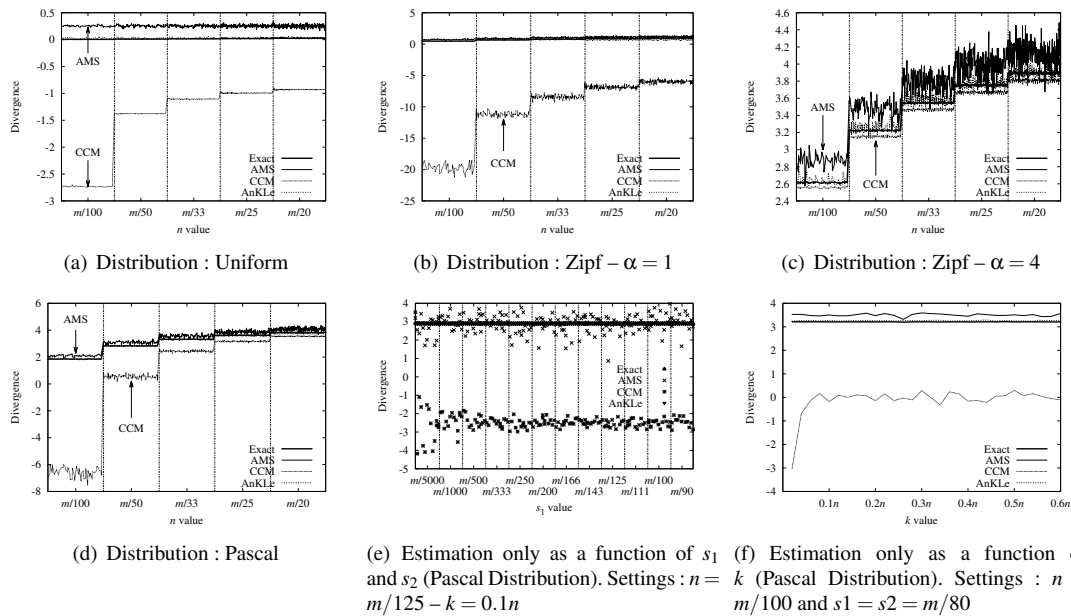 0.5
0
-0.5
-1
-1.5
-2
-2.5
-3
Divergence
AMS
CCM
Exact
AMS
CCM
AnKLe
m/100 m/50 m/33 m/25 m/20
n value
(a) Distribution : Uniform
5
0
-5
-10
-15
-20
-25
Divergence
CCM
Exact
AMS
CCM
AnKLe
m/100 m/50 m/33 m/25 m/20
n value
(b) Distribution : Zipf – α = 1
4.6
4.4
4.2
4
3.8
3.6
3.4
3.2
3
2.8
2.6
2.4
Divergence
AMS
CCM
Exact
AMS
CCM
AnKLe
m/100 m/50 m/33 m/25 m/20
n value
(c) Distribution : Zipf – α = 4
6
4
2
0
-2
-4
-6
-8
Divergence
AMS
CCM
Exact
AMS
CCM
AnKLe
m/100 m/50 m/33 m/25 m/20
n value
(d) Distribution : Pascal
4
3
2
1
0
-1
-2
-3
-4
-5
Divergence
Exact
AMS
CCM
AnKLe
m/5000 m/500 m/250 m/166 m/125 m/100
m/1000 m/333 m/200 m/143 m/111 m/90
s1 value
(e) Estimation only as a function of s1
and s2 (Pascal Distribution). Settings : n =
m/125 – k = 0.1n
4
3
2
1
0
-1
-2
-3
-4
Divergence
Exact
AMS
CCM
AnKLe
0.1n 0.2n 0.3n 0.4n 0.5n 0.6n
k value
(f) Estimation only as a function
k (Pascal Distribution). Settings : n
m/100 and s1 = s2 = m/80